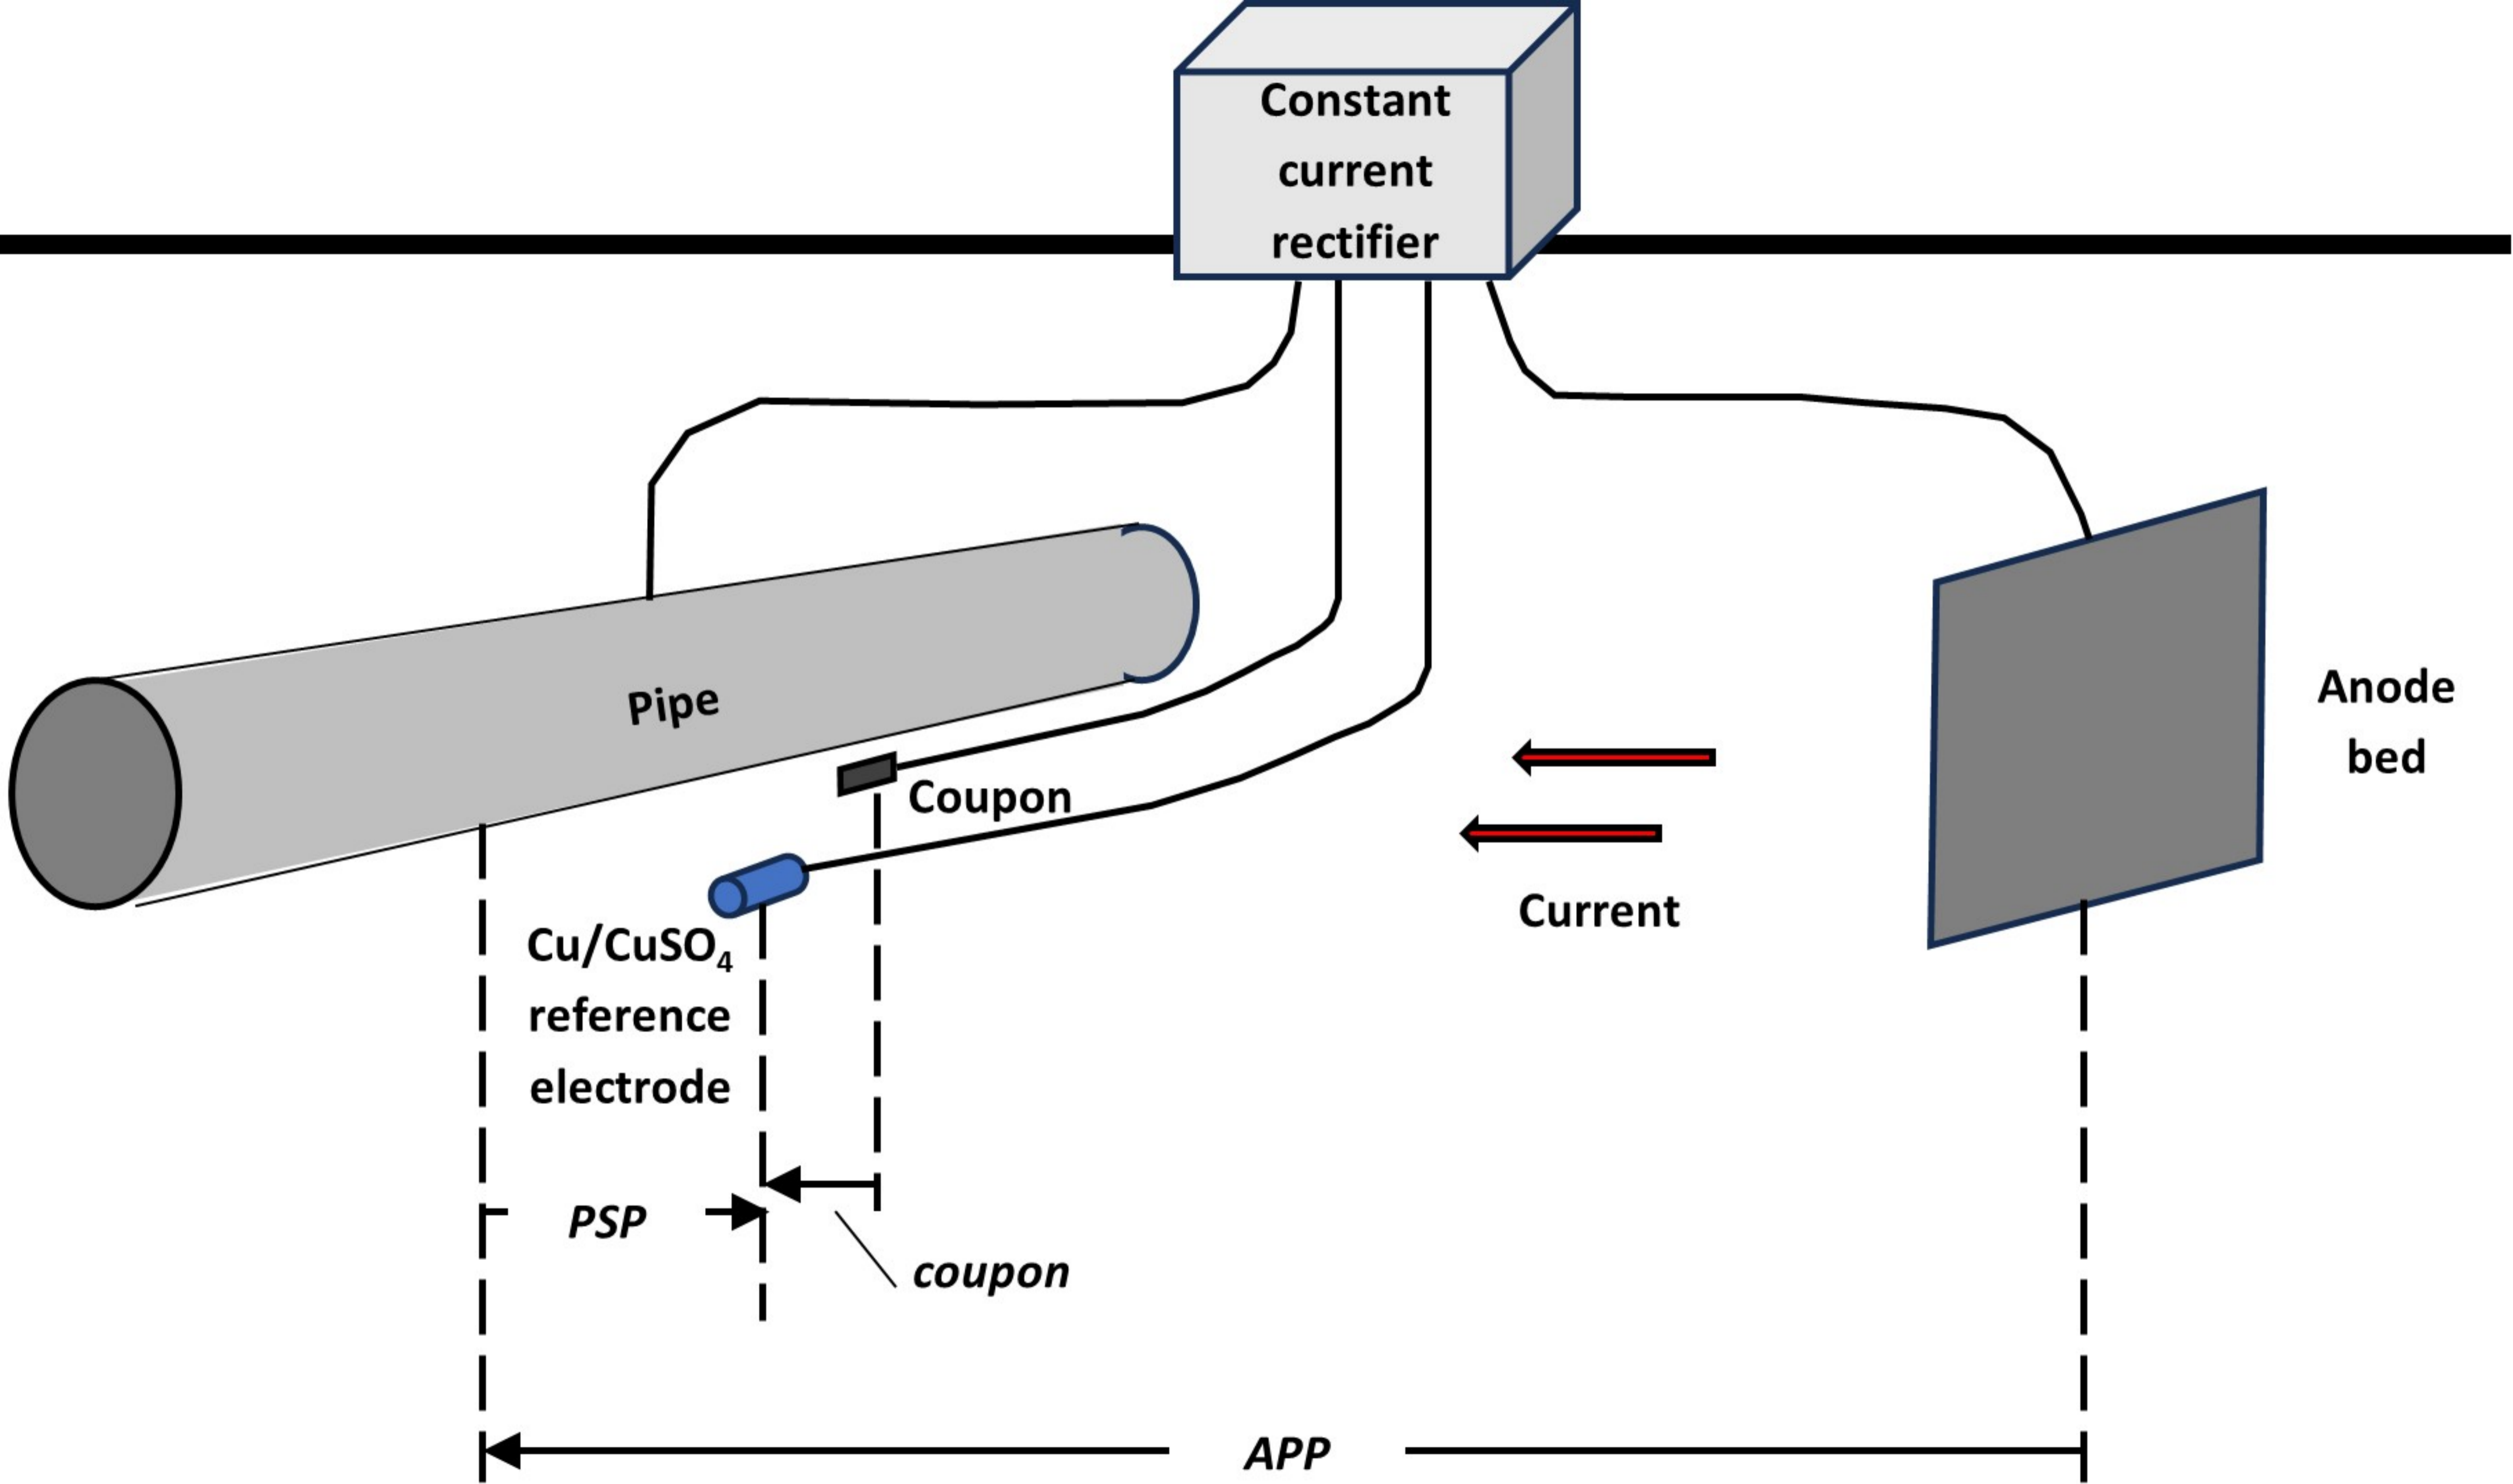 Constant
current
rectifier
Pipe
Coupon
Anode
bed
Current
Cu/CuSO₄
reference
electrode
PSP
coupon
APP